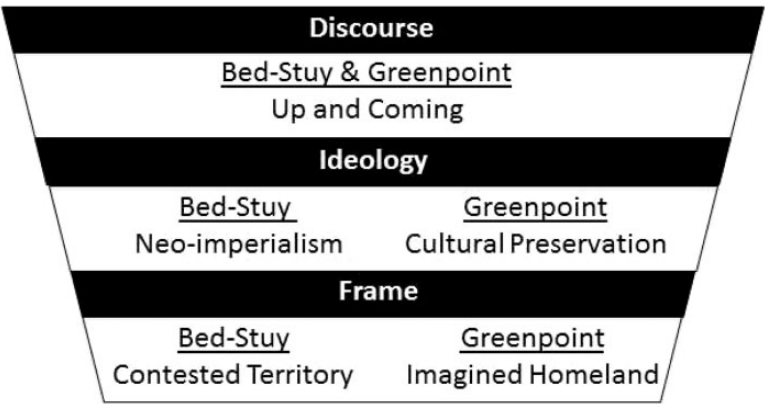 Discourse
Bed-Stuy & Greenpoint
Up and Coming
Ideology
Bed-Stuy Greenpoint
Neo-imperialism Cultural Preservation
Frame
Bed-Stuy Greenpoint
Contested Territory Imagined Homeland